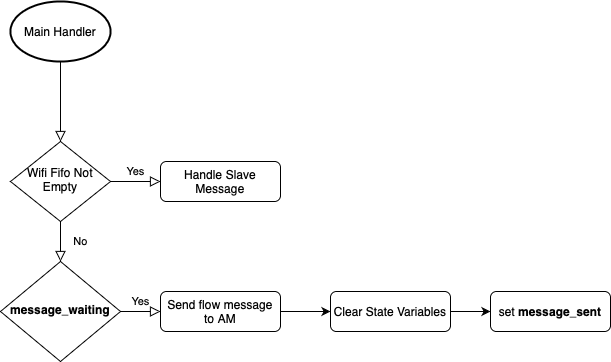 Main Handler
Wifi Fifo Not
Empty
Yes
Handle Slave
Message
No
message_waiting
Yes
Send flow message
to AM
Clear State Variables
set message_sent